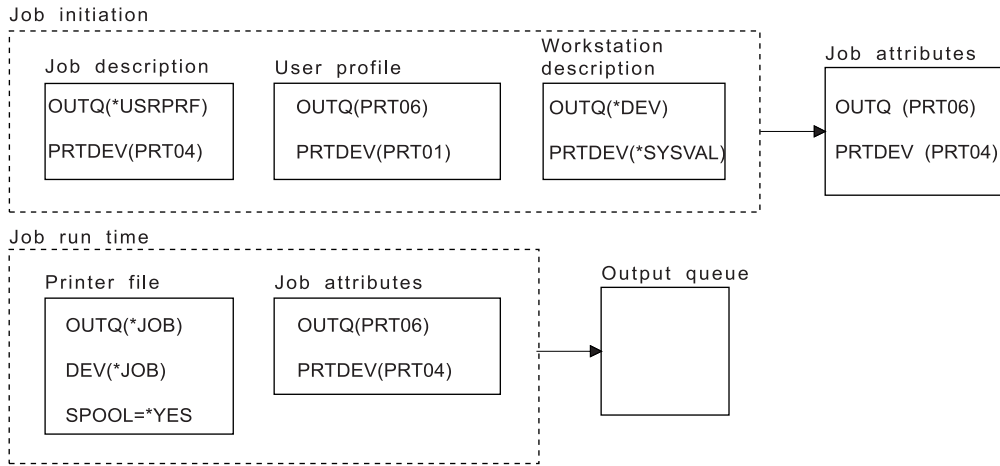 Job initiation
Job description
OUTQ(*USRPRF)
PRTDEV(PRT04)
User profile
OUTQ(PRT06)
PRTDEV(PRT01)
Workstation
description
OUTQ(*DEV)
PRTDEV(*SYSVAL)
Job attributes
OUTQ (PRT06)
PRTDEV (PRT04)
Job run time
Printer file
OUTQ(*JOB)
DEV(*JOB)
SPOOL=*YES
Job attributes
OUTQ(PRT06)
PRTDEV(PRT04)
Output queue